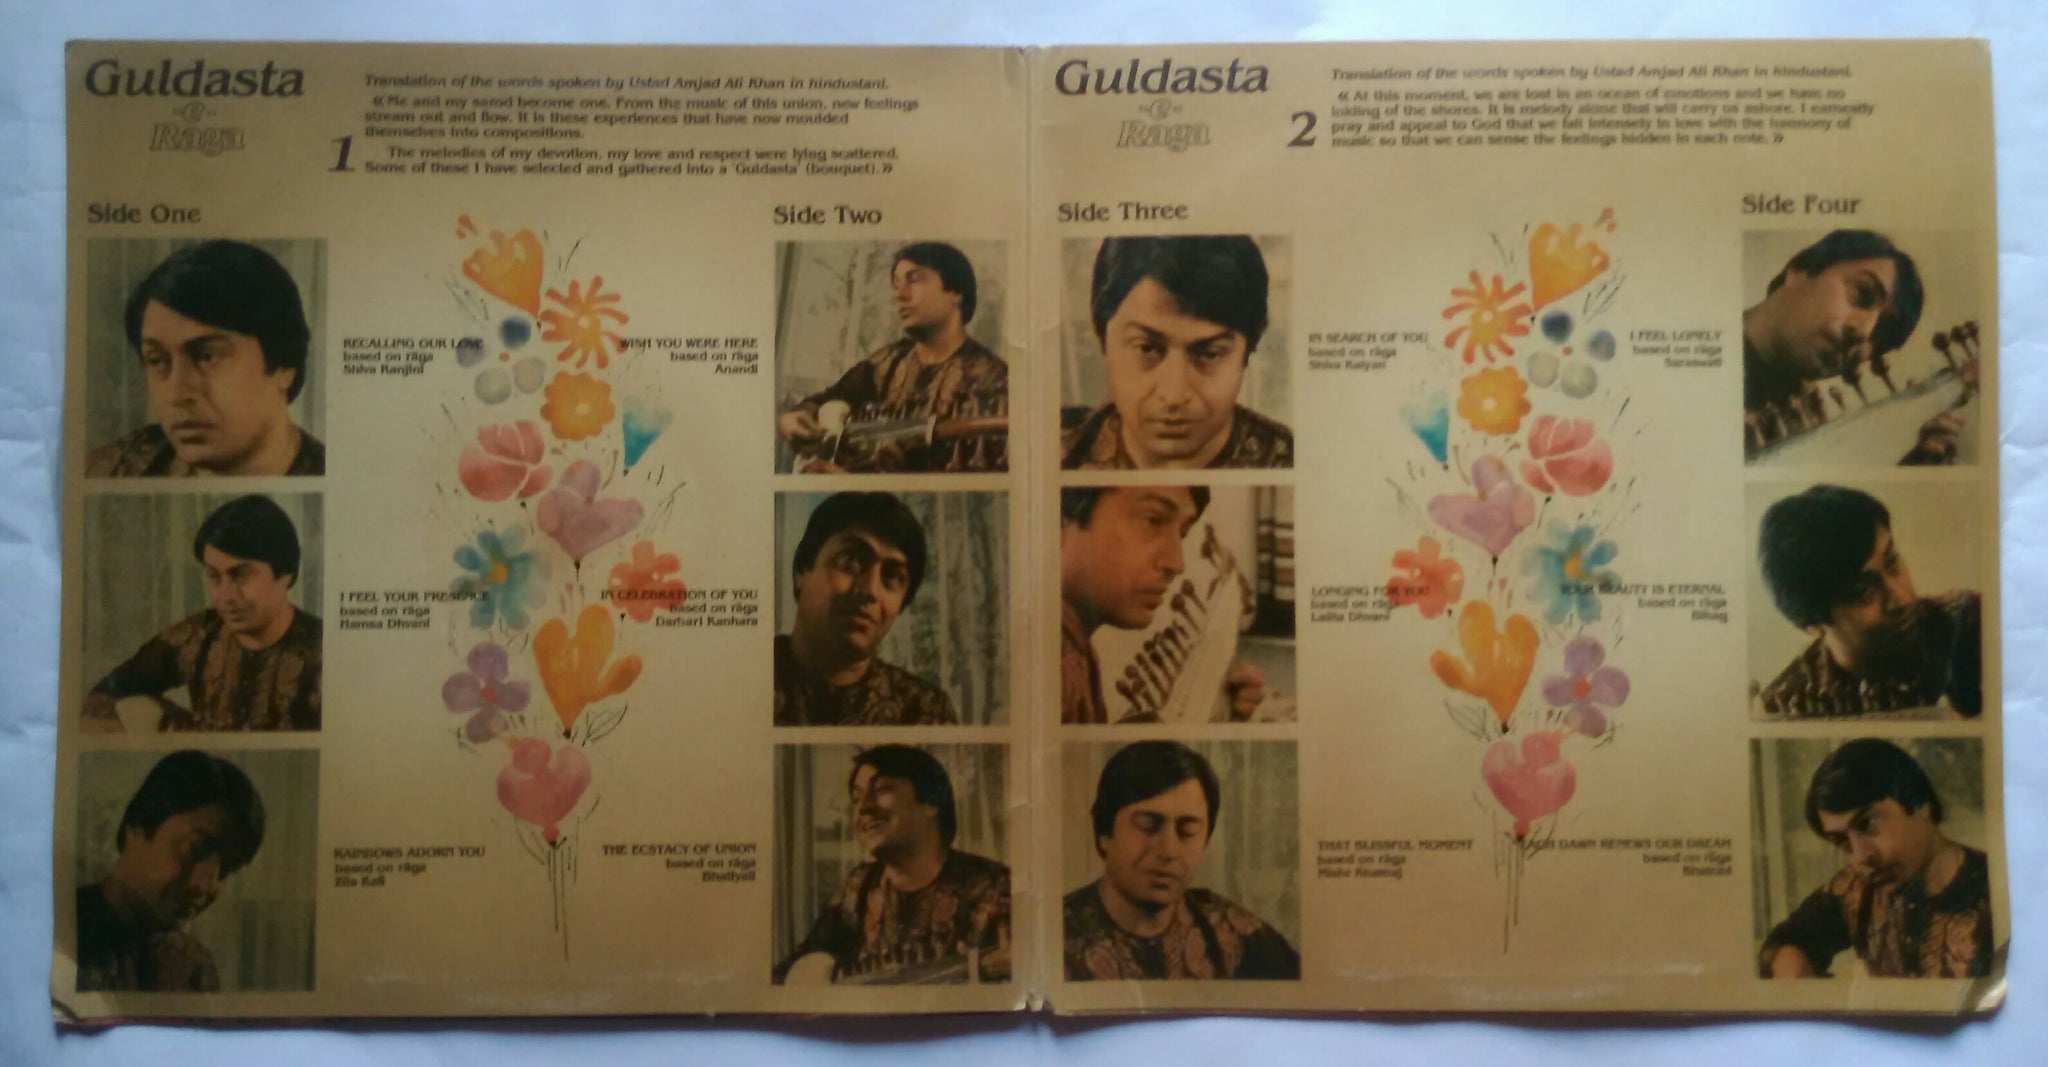 Guldasta
-e-
Raga
1
Translation of the words spoken by Ustad Amjad Ali Khan in hindustani.
«Me and my sarod become one. From the music of this union, new feelings
stream out and flow. It is these experiences that have now moulded
themselves into compositions.
The melodies of my devotion, my love and respect were lying scattered.
Some of these I have selected and gathered into a 'Guldasta' (bouquet).»
Side One
RECALLING OUR LOVE
based on rāga
Shiva Ranjini
I FEEL YOUR PRESENCE
based on rāga
Hamsa Dhvani
RAINBOWS ADORN YOU
based on rāga
Zila Kafi
Side Two
WISH YOU WERE HERE
based on rāga
Anandi
IN CELEBRATION OF YOU
based on rāga
Darbari Kanhara
THE ECSTACY OF UNION
based on rāga
Bhatiyali
Guldasta
-e-
Raga
2
Translation of the words spoken by Ustad Amjad Ali Khan in hindustani.
« At this moment, we are lost in an ocean of emotions and we have no
inkling of the shores. It is melody alone that will carry us ashore. I earnestly
pray and appeal to God that we fall intensely in love with the harmony of
music so that we can sense the feelings hidden in each note. »
Side Three
IN SEARCH OF YOU
based on rāga
Shiva Kalyan
LONGING FOR YOU
based on rāga
Lalita Dhvani
THAT BLISSFUL MOMENT
based on rāga
Mishr Khamaj
Side Four
I FEEL LONELY
based on rāga
Saraswati
YOUR BEAUTY IS ETERNAL
based on rāga
Bihag
EACH DAWN RENEWS OUR DREAM
based on rāga
Bhairavi